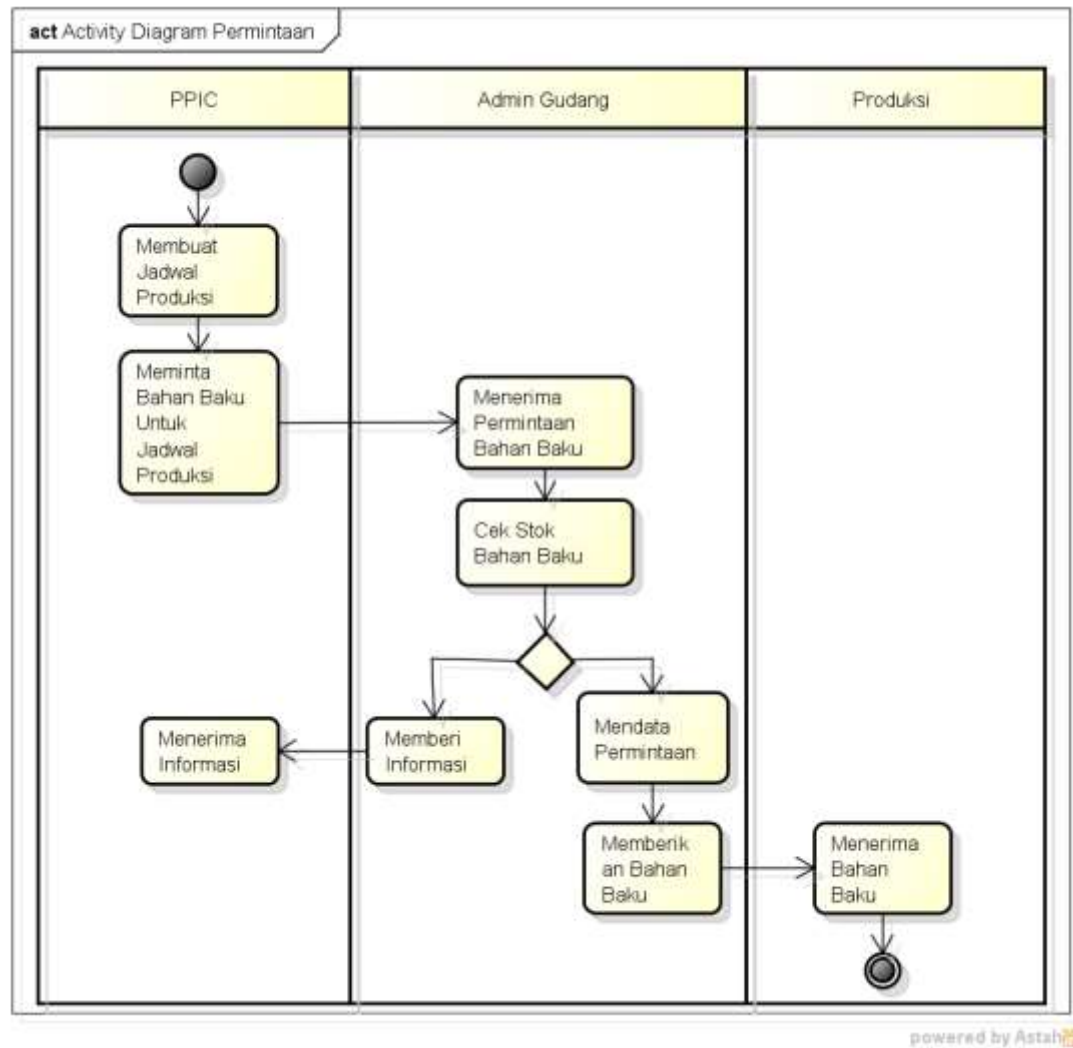 act Activity Diagram Permintaan
PPIC
Admin Gudang
Produksi
Membuat
Jadwal
Produksi
Meminta
Bahan Baku
Untuk
Jadwal
Produksi
Menerima
Permintaan
Bahan Baku
Cek Stok
Bahan Baku
Menerima
Informasi
Memberi
Informasi
Mendata
Permintaan
Memberik
an Bahan
Baku
Menerima
Bahan
Baku
powered by Astah